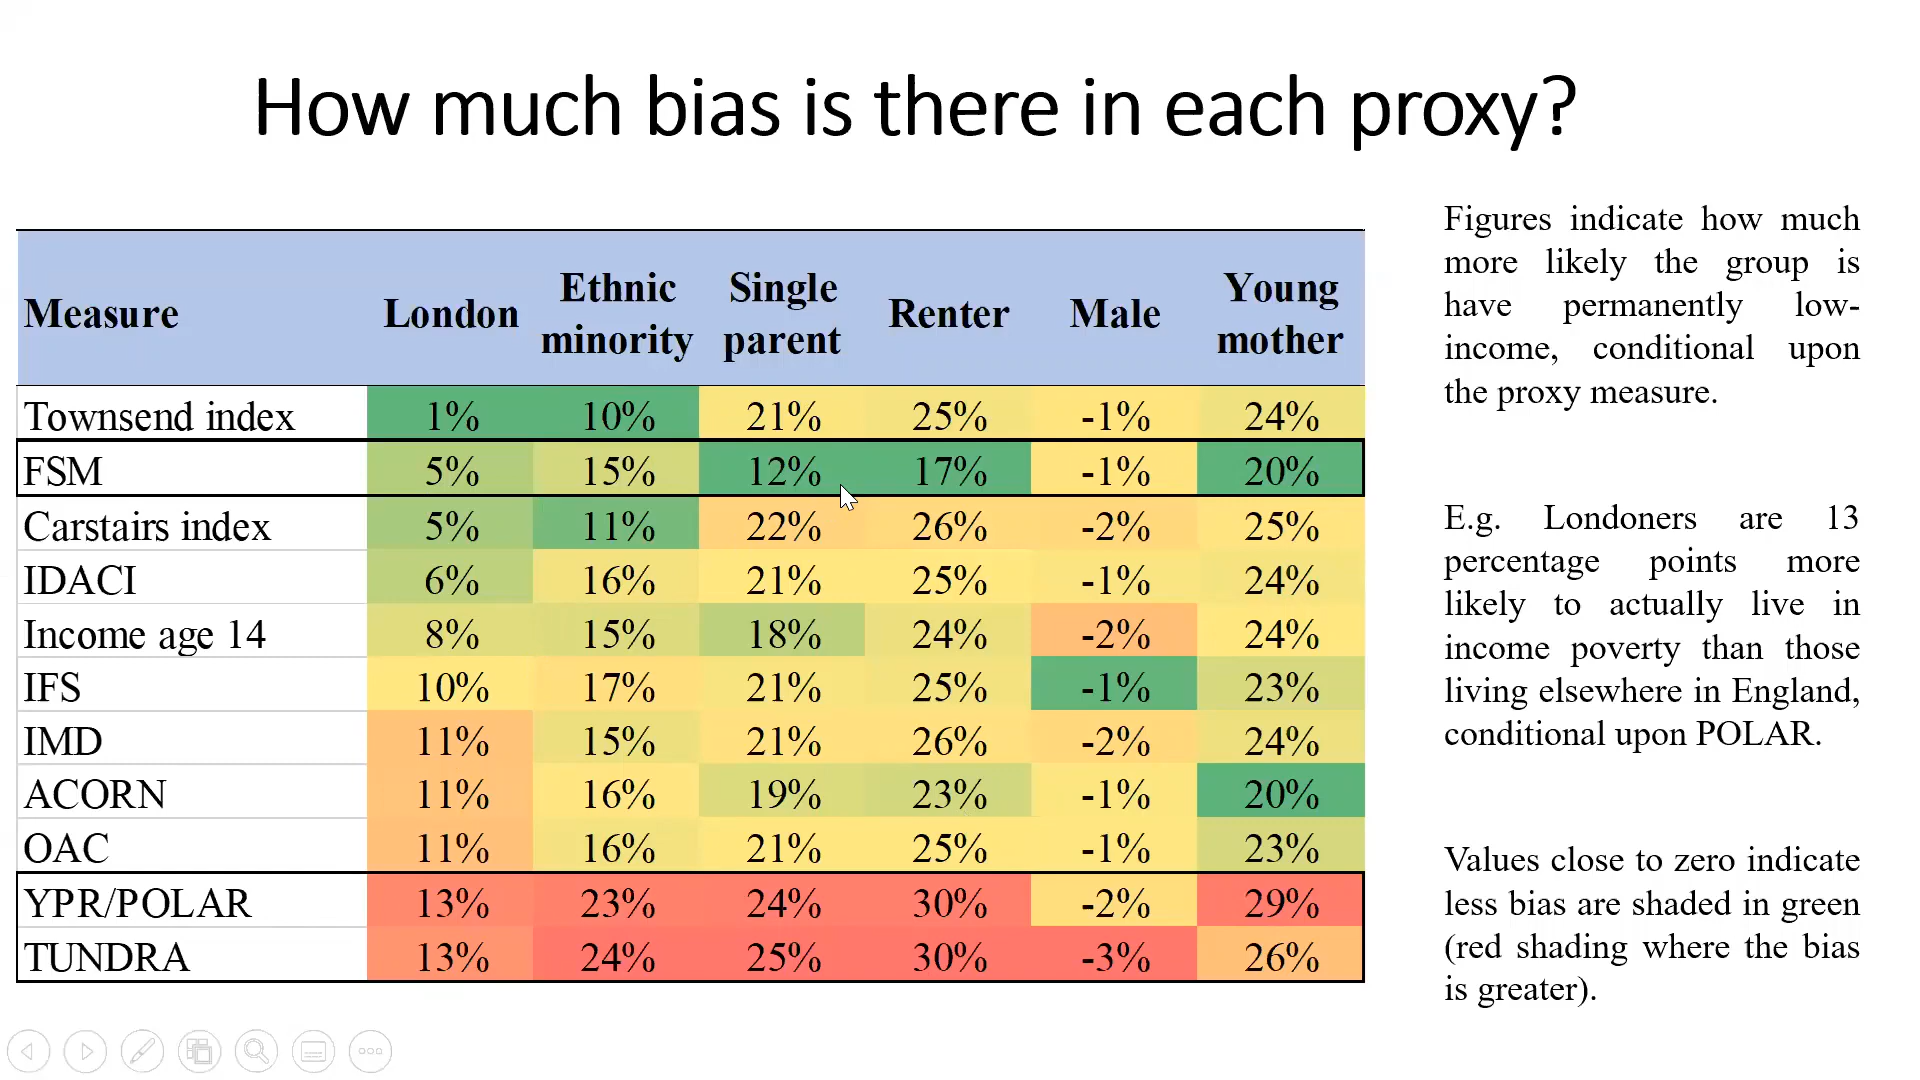 How much bias is there in each proxy?
Measure London Ethnic minority Single parent Renter Male Young mother
Townsend index 1% 10% 21% 25% -1% 24%
FSM 5% 15% 12% 17% -1% 20%
Carstairs index 5% 11% 22% 26% -2% 25%
IDACI 6% 16% 21% 25% -1% 24%
Income age 14 8% 15% 18% 24% -2% 24%
IFS 10% 17% 21% 25% -1% 23%
IMD 11% 15% 21% 26% -2% 24%
ACORN 11% 16% 19% 23% -1% 20%
OAC 11% 16% 21% 25% -1% 23%
YPR/POLAR 13% 23% 24% 30% -2% 29%
TUNDRA 13% 24% 25% 30% -3% 26%
Figures indicate how much
more likely the group is
have permanently low-
income, conditional upon
the proxy measure.
E.g. Londoners are 13
percentage points more
likely to actually live in
income poverty than those
living elsewhere in England,
conditional upon POLAR.
Values close to zero indicate
less bias are shaded in green
(red shading where the bias
is greater).